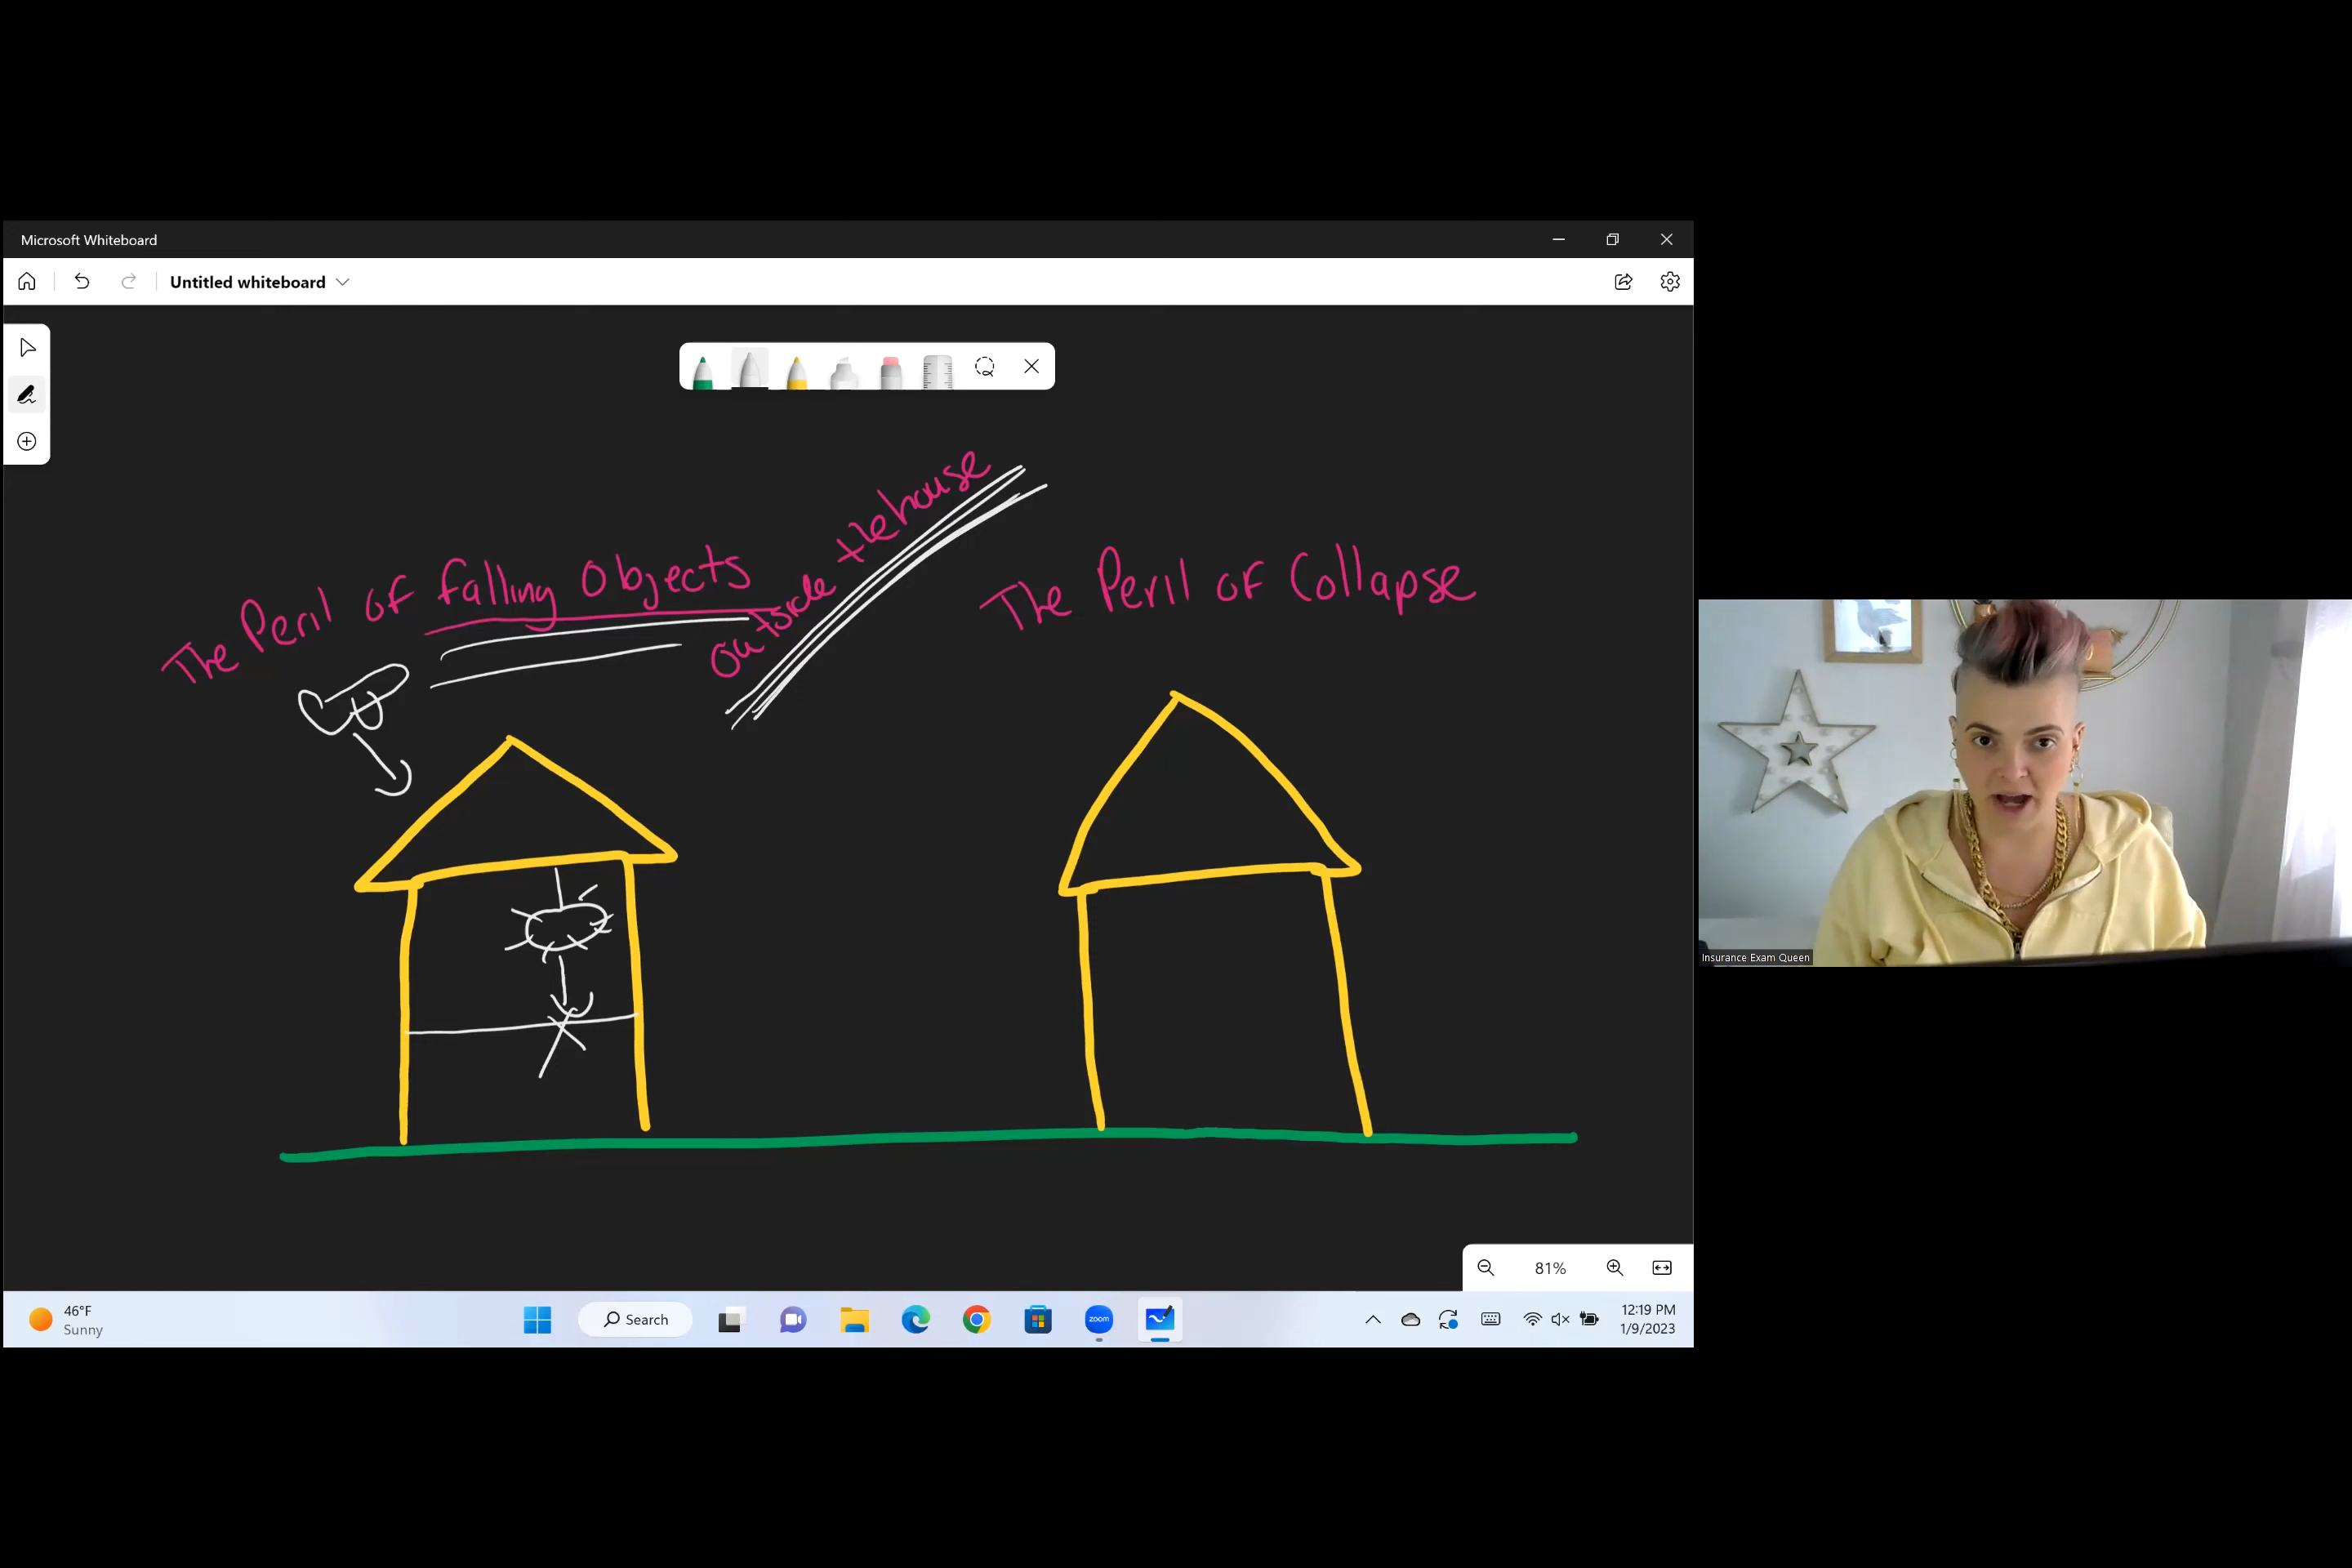 Microsoft Whiteboard
Untitled whiteboard
The Peril of falling Objects
outside the house
The Peril of Collapse
Insurance Exam Queen
81%
46°F
Sunny
Search
zoom
12:19 PM
1/9/2023